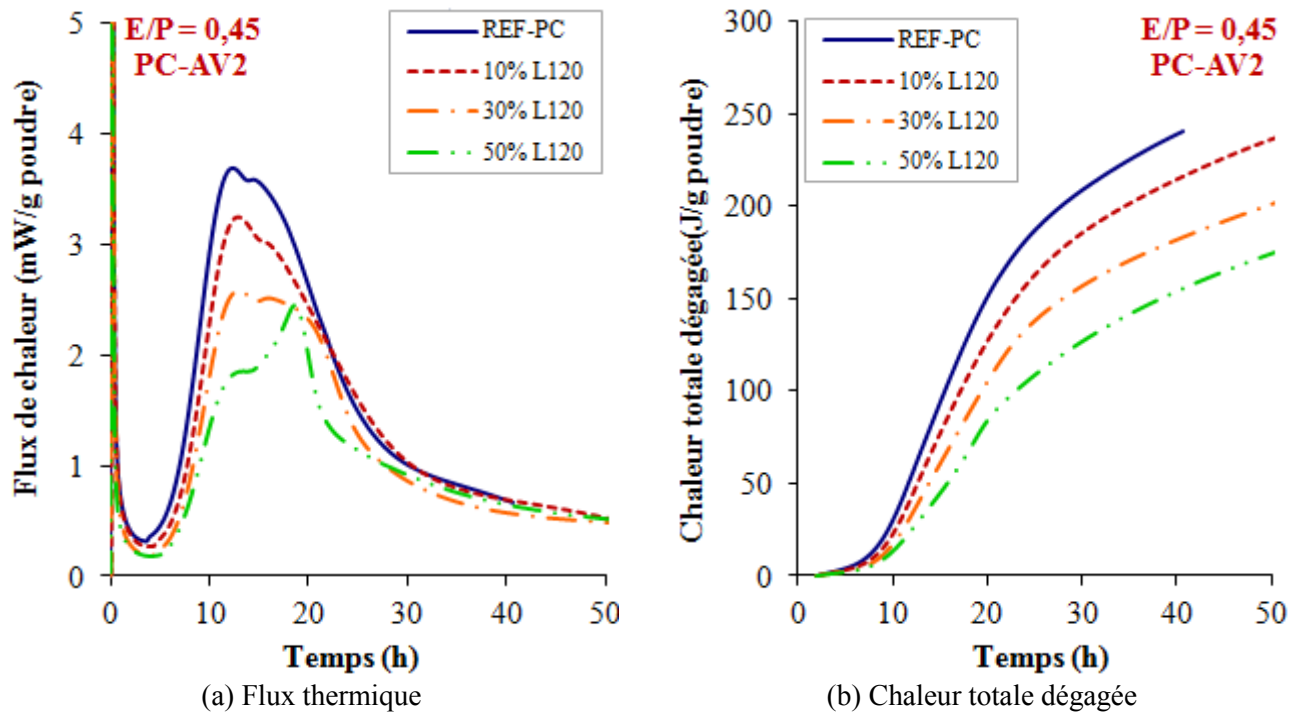 E/P = 0,45
PC-AV2
REF-PC
10% L120
30% L120
50% L120
Flux de chaleur (mW/g poudre)
5
4
3
2
1
0
0
10
20
30
40
50
Temps (h)
(a) Flux thermique
E/P = 0,45
PC-AV2
REF-PC
10% L120
30% L120
50% L120
Chaleur totale dégagée(J/g poudre)
300
250
200
150
100
50
0
0
10
20
30
40
50
Temps (h)
(b) Chaleur totale dégagée